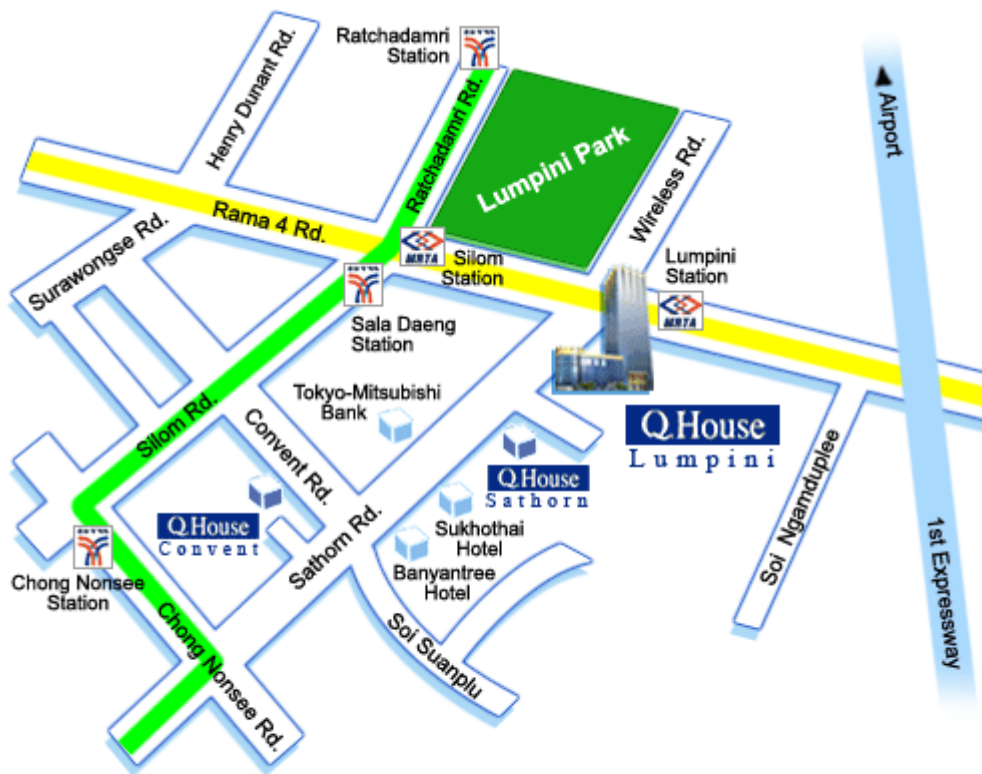 Ratchadamri
Station
BTS
Henry Dunant Rd.
Ratchadamri Rd.
Lumpini Park
Wireless Rd.
Airport
Rama 4 Rd.
Surawongse Rd.
MRTA
Silom
Station
Lumpini
Station
MRTA
BTS
Sala Daeng
Station
Silom Rd.
Tokyo-Mitsubishi
Bank
Convent Rd.
Q.House
Lumpini
Q.House
Sathorn
Q.House
Convent
Sathorn Rd.
Sukhothai
Hotel
Banyantree
Hotel
Soi Ngamduplee
1st Expressway
BTS
Chong Nonsee
Station
Chong Nonsee Rd.
Soi Suanplu